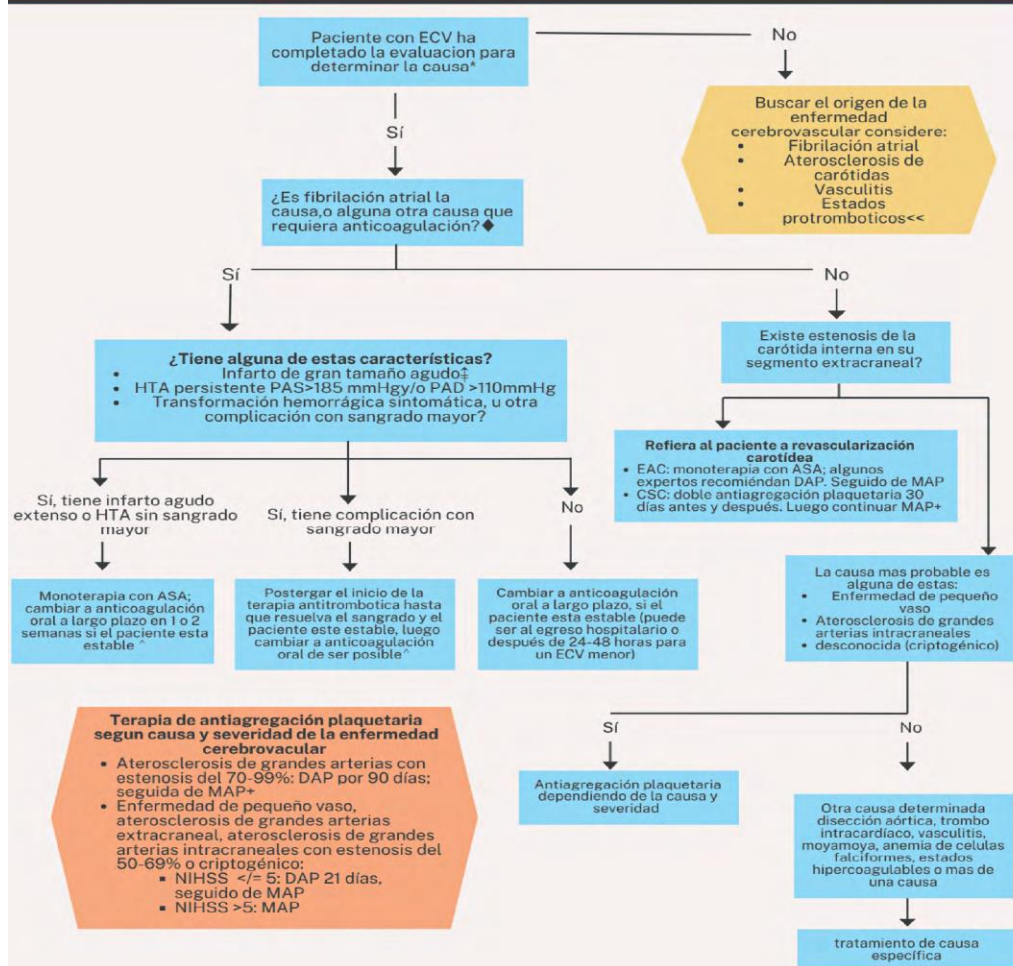 Paciente con ECV ha
completado la evaluacion para
determinar la causa*
No
Buscar el origen de la
enfermedad
cerebrovascular considere:
• Fibrilación atrial
• Aterosclerosis de
carótidas
• Vasculitis
• Estados
protromboticos<<
Sí
¿Es fibrilación atrial la
causa,o alguna otra causa que
requiera anticoagulación?◆
Sí
No
¿Tiene alguna de estas características?
• Infarto de gran tamaño agudo‡
• HTA persistente PAS>185 mmHgy/o PAD >110mmHg
• Transformación hemorrágica sintomática, u otra
complicación con sangrado mayor?
Existe estenosis de la
carótida interna en su
segmento extracraneal?
Refiera al paciente a revascularización
carotídea
• EAC: monoterapia con ASA; algunos
expertos recomiéndan DAP. Seguido de MAP
• CSC: doble antiagregación plaquetaria 30
días antes y después. Luego continuar MAP+
Sí, tiene infarto agudo
extenso o HTA sin sangrado
mayor
Sí, tiene complicación con
sangrado mayor
No
Monoterapia con ASA;
cambiar a anticoagulación
oral a largo plazo en 1 o 2
semanas si el paciente esta
estable ^
Postergar el inicio de la
terapia antitrombotica hasta
que resuelva el sangrado y el
paciente este estable, luego
cambiar a anticoagulación
oral de ser posible^
Cambiar a anticoagulación
oral a largo plazo, si el
paciente esta estable (puede
ser al egreso hospitalario o
después de 24-48 horas para
un ECV menor)
La causa mas probable es
alguna de estas:
• Enfermedad de pequeño
vaso
• Aterosclerosis de grandes
arterias intracraneales
• desconocida (criptogénico)
Terapia de antiagregación plaquetaria
segun causa y severidad de la enfermedad
cerebrovascular
• Aterosclerosis de grandes arterias con
estenosis del 70-99%: DAP por 90 días;
seguida de MAP+
• Enfermedad de pequeño vaso,
aterosclerosis de grandes arterias
extracraneal, aterosclerosis de grandes
arterias intracraneales con estenosis del
50-69% o criptogénico:
▪ NIHSS </= 5: DAP 21 días,
seguido de MAP
▪ NIHSS >5: MAP
Sí
No
Antiagregación plaquetaria
dependiendo de la causa y
severidad
Otra causa determinada
disección aórtica, trombo
intracardíaco, vasculitis,
moyamoya, anemia de celulas
falciformes, estados
hipercoagulables o mas de
una causa
tratamiento de causa
específica